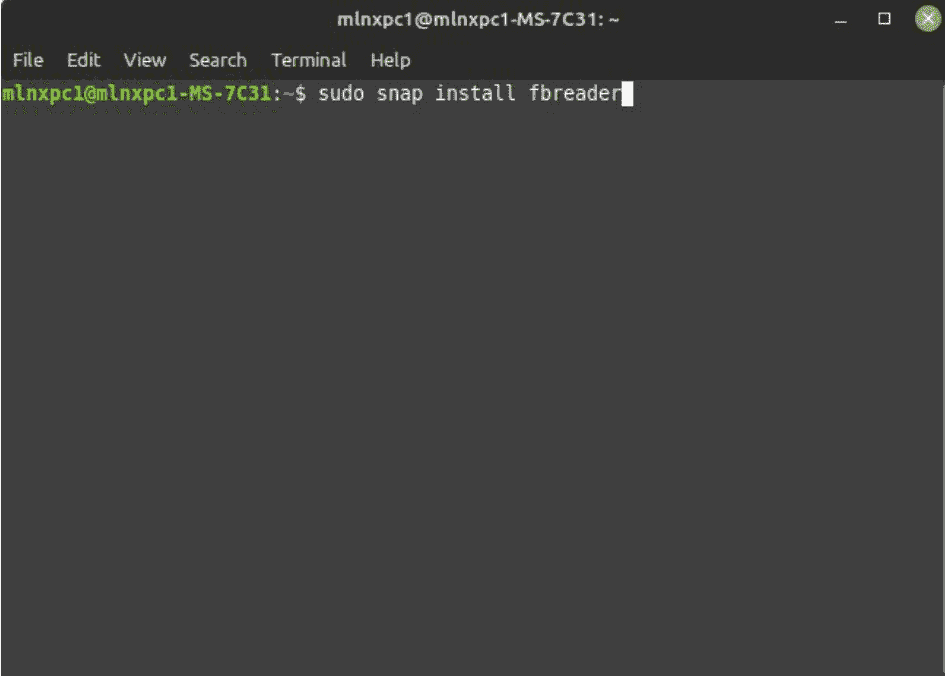 mlnxpc1@mlnxpc1-MS-7C31: ~
File Edit View Search Terminal Help
mlnxpc1@mlnxpc1-MS-7C31:~$ sudo snap install fbreader